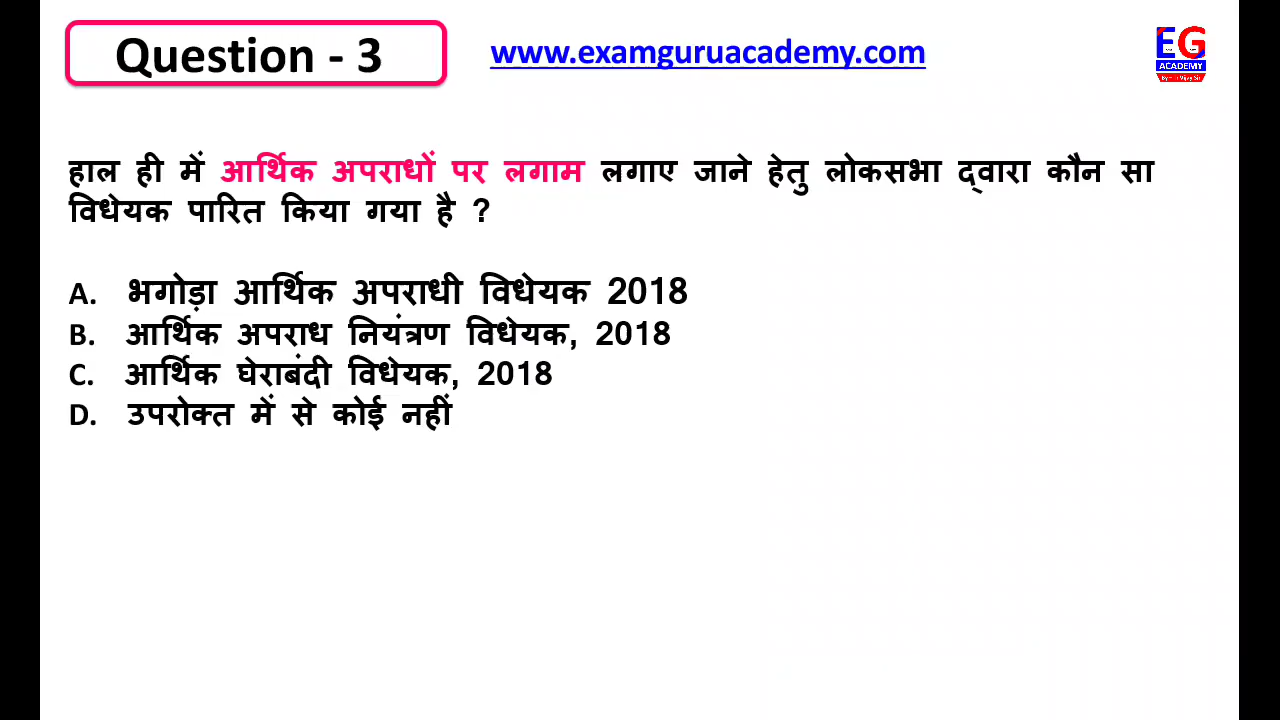 Question - 3
www.examguruacademy.com
EG
ACADEMY
हाल ही में आर्थिक अपराधों पर लगाम लगाए जाने हेतु लोकसभा द्वारा कौन सा
विधेयक पारित किया गया है ?
A. भगोड़ा आर्थिक अपराधी विधेयक 2018
B. आर्थिक अपराध नियंत्रण विधेयक, 2018
C. आर्थिक घेराबंदी विधेयक, 2018
D. उपरोक्त में से कोई नहीं